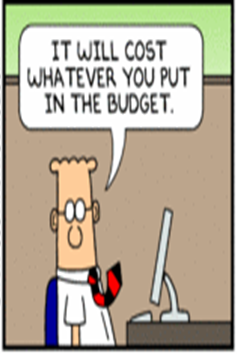 IT WILL COST
WHATEVER YOU PUT
IN THE BUDGET.